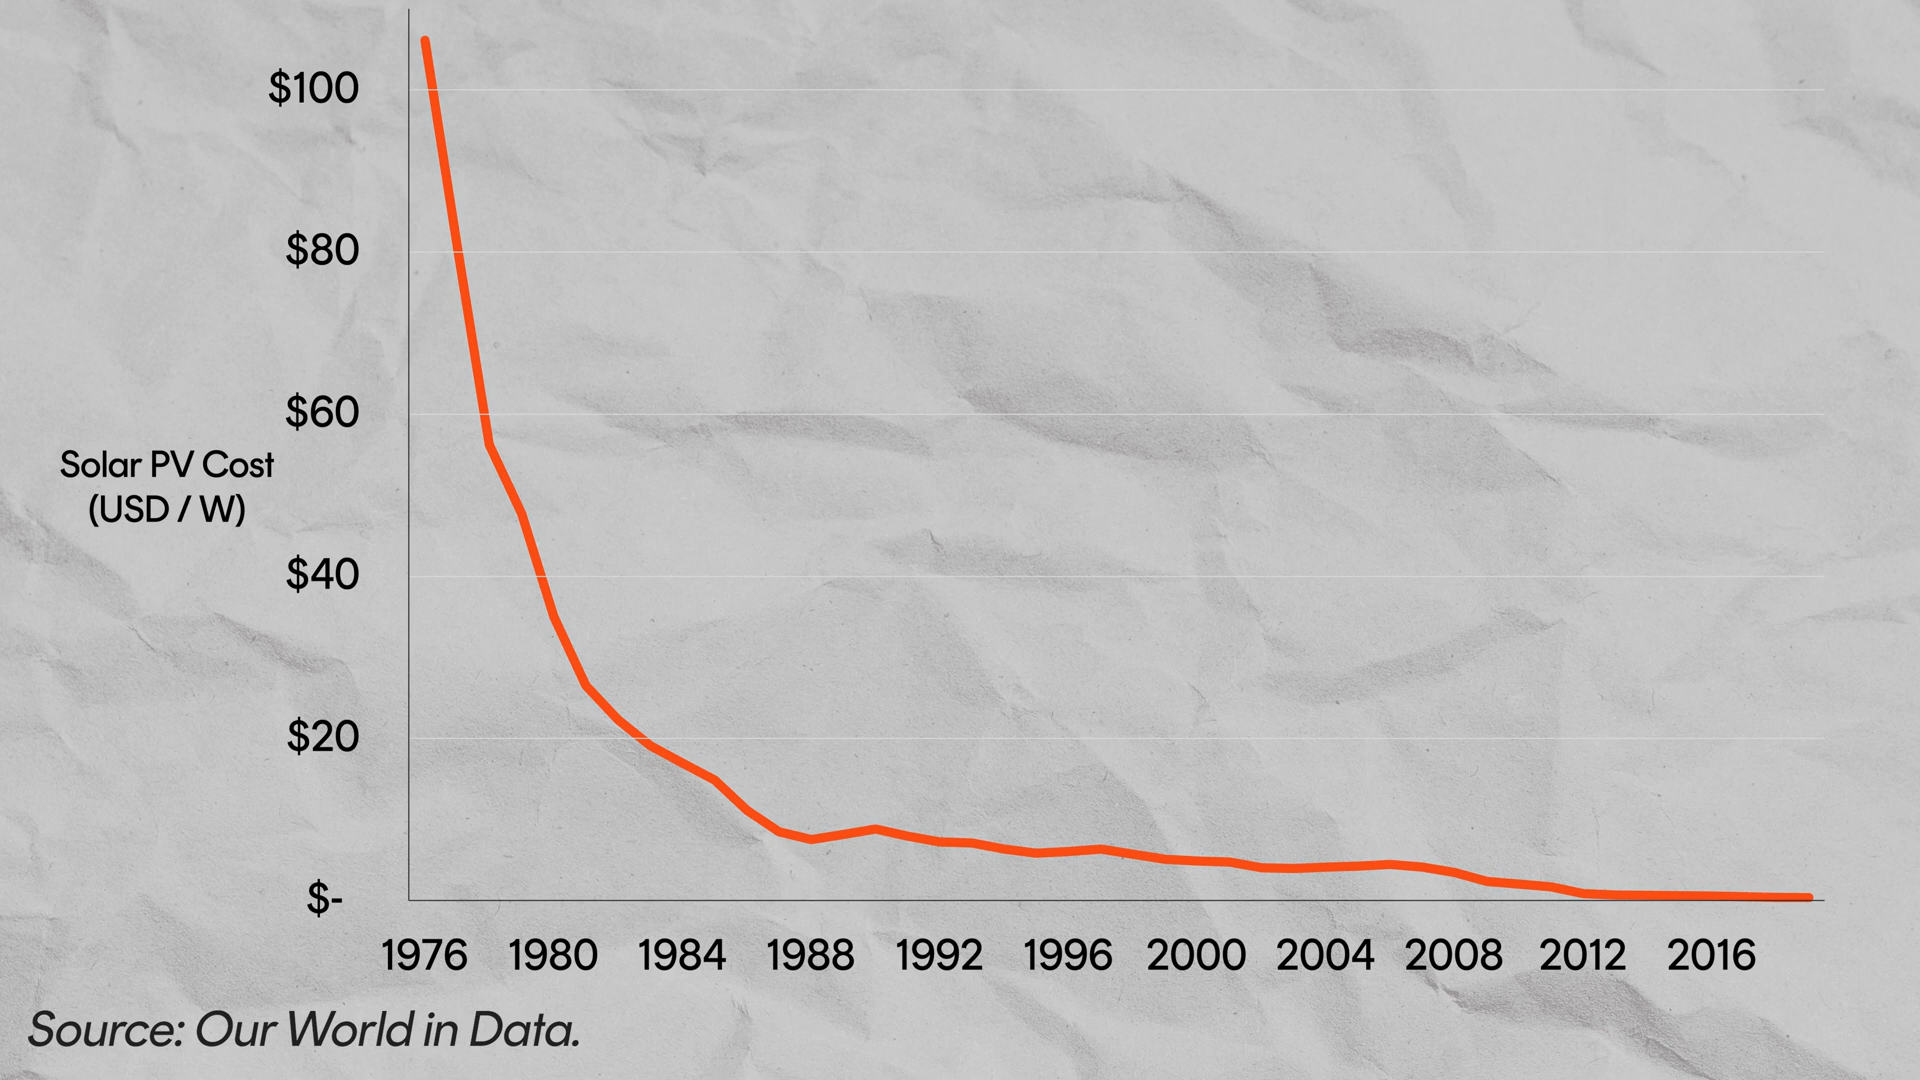 $100
$80
$60
Solar PV Cost
(USD / W)
$40
$20
$-
1976 1980 1984 1988 1992 1996 2000 2004 2008 2012 2016
Source: Our World in Data.